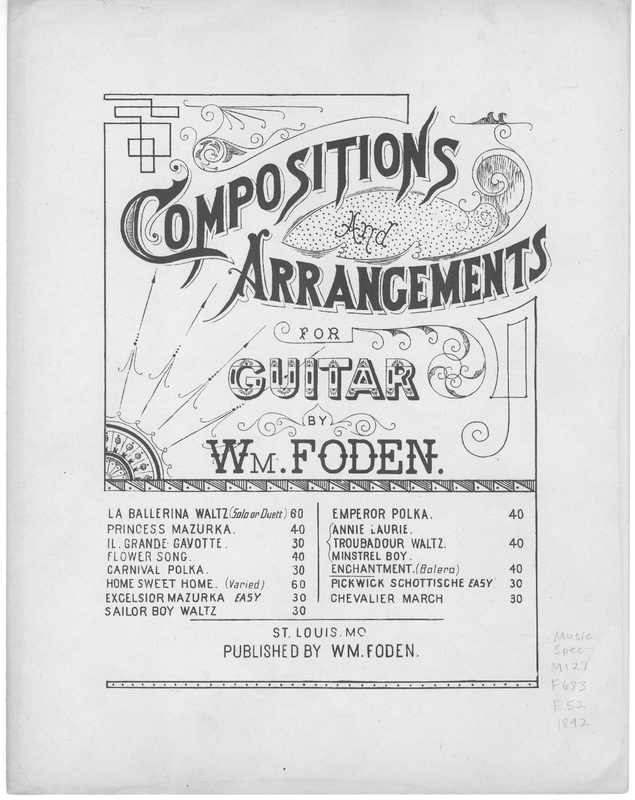 COMPOSITIONS
And
ARRANGEMENTS
FOR
GUITAR
BY
WM. FODEN.
LA BALLERINA WALTZ (Solo or Duett) 60
PRINCESS MAZURKA. 40
IL. GRANDE GAVOTTE. 30
FLOWER SONG. 40
CARNIVAL POLKA. 30
HOME SWEET HOME. (Varied) 60
EXCELSIOR MAZURKA EASY 30
SAILOR BOY WALTZ 30
EMPEROR POLKA. 40
ANNIE LAURIE.
TROUBADOUR WALTZ. 40
MINSTREL BOY.
ENCHANTMENT. (Bolero) 40
PICKWICK SCHOTTISCHE EASY 30
CHEVALIER MARCH 30
ST. LOUIS. MO
PUBLISHED BY WM. FODEN.
Music
Spec
M127
F683
E52
1892